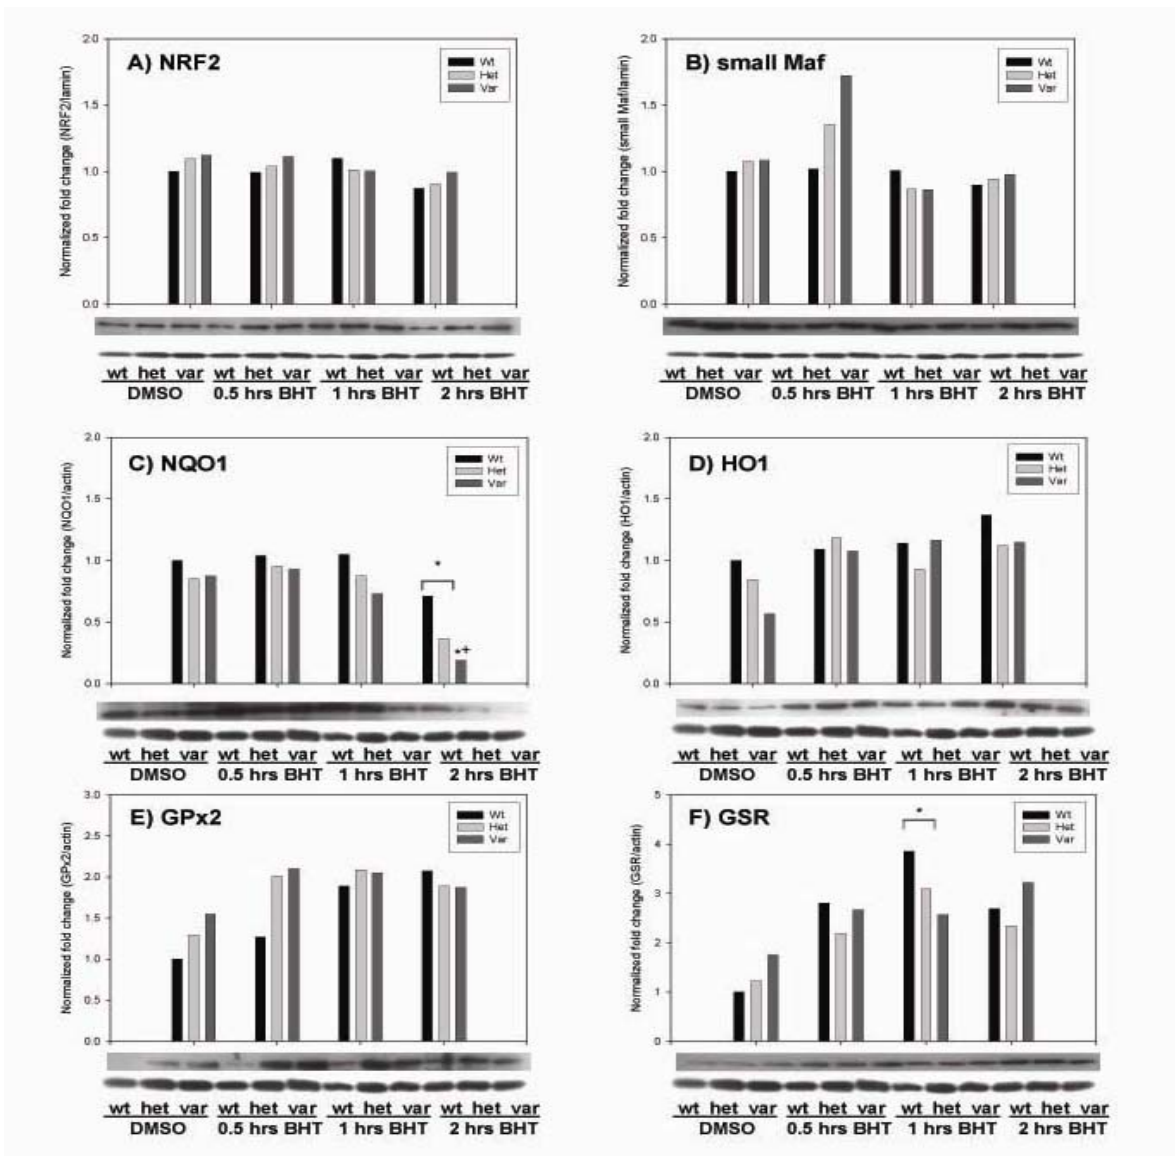 A) NRF2
Wt
Het
Var
Normalized fold change (NRF2/lamin)
2.0
1.5
1.0
0.5
0.0
wt het var wt het var wt het var wt het var
DMSO 0.5 hrs BHT 1 hrs BHT 2 hrs BHT
B) small Maf
Wt
Het
Var
Normalized fold change (small Maf/lamin)
2.0
1.5
1.0
0.5
0.0
wt het var wt het var wt het var wt het var
DMSO 0.5 hrs BHT 1 hrs BHT 2 hrs BHT
C) NQO1
Wt
Het
Var
Normalized fold change (NQO1/actin)
2.0
1.5
1.0
0.5
0.0
*
*+
wt het var wt het var wt het var wt het var
DMSO 0.5 hrs BHT 1 hrs BHT 2 hrs BHT
D) HO1
Wt
Het
Var
Normalized fold change (HO1/actin)
2.0
1.5
1.0
0.5
0.0
wt het var wt het var wt het var wt het var
DMSO 0.5 hrs BHT 1 hrs BHT 2 hrs BHT
E) GPx2
Wt
Het
Var
Normalized fold change (GPx2/actin)
3.0
2.5
2.0
1.5
1.0
0.5
0.0
wt het var wt het var wt het var wt het var
DMSO 0.5 hrs BHT 1 hrs BHT 2 hrs BHT
F) GSR
Wt
Het
Var
Normalized fold change (GSR/actin)
5
4
3
2
1
0
*
wt het var wt het var wt het var wt het var
DMSO 0.5 hrs BHT 1 hrs BHT 2 hrs BHT